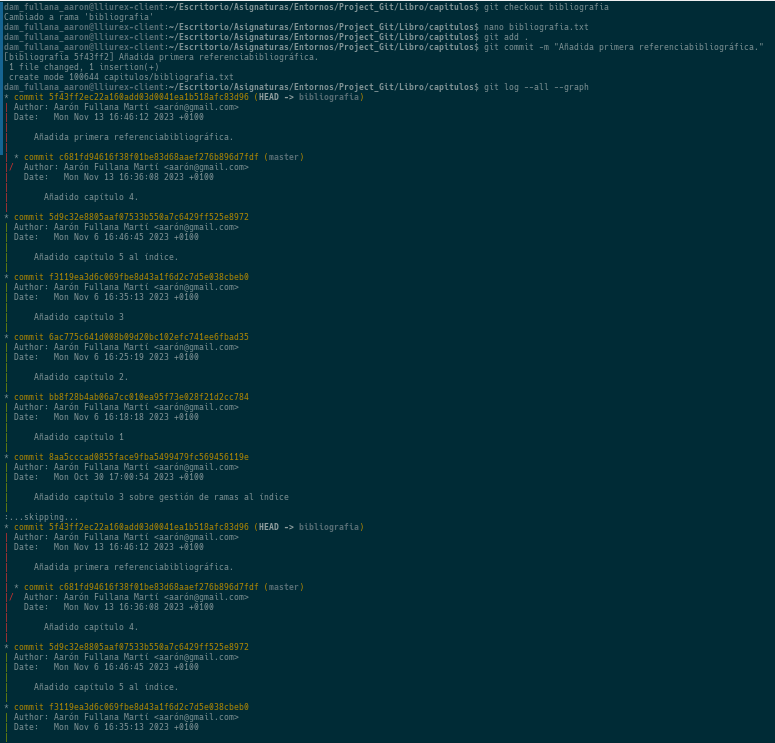 dam_fullana_aaron@lliurex-client:~/Escritorio/Asignaturas/Entornos/Project_Git/Libro/capitulos$ git checkout bibliografia
Cambiado a rama 'bibliografia'
dam_fullana_aaron@lliurex-client:~/Escritorio/Asignaturas/Entornos/Project_Git/Libro/capitulos$ nano bibliografia.txt
dam_fullana_aaron@lliurex-client:~/Escritorio/Asignaturas/Entornos/Project_Git/Libro/capitulos$ git add .
dam_fullana_aaron@lliurex-client:~/Escritorio/Asignaturas/Entornos/Project_Git/Libro/capitulos$ git commit -m "Añadida primera referenciabibliográfica."
[bibliografia 5f43ff2] Añadida primera referenciabibliográfica.
 1 file changed, 1 insertion(+)
 create mode 100644 capitulos/bibliografia.txt
dam_fullana_aaron@lliurex-client:~/Escritorio/Asignaturas/Entornos/Project_Git/Libro/capitulos$ git log --all --graph
* commit 5f43ff2ec22a160add03d0041ea1b518afc83d96 (HEAD -> bibliografia)
| Author: Aarón Fullana Martí <aarón@gmail.com>
| Date:   Mon Nov 13 16:46:12 2023 +0100
|
|     Añadida primera referenciabibliográfica.
|
| * commit c681fd94616f38f01be83d68aaef276b896d7fdf (master)
|/  Author: Aarón Fullana Martí <aarón@gmail.com>
|   Date:   Mon Nov 13 16:36:08 2023 +0100
|
|       Añadido capítulo 4.
|
* commit 5d9c32e8805aaf07533b550a7c6429ff525e8972
| Author: Aarón Fullana Martí <aarón@gmail.com>
| Date:   Mon Nov 6 16:46:45 2023 +0100
|
|     Añadido capítulo 5 al índice.
|
* commit f3119ea3d6c069fbe8d43a1f6d2c7d5e038cbeb0
| Author: Aarón Fullana Martí <aarón@gmail.com>
| Date:   Mon Nov 6 16:35:13 2023 +0100
|
|     Añadido capítulo 3
|
* commit 6ac775c641d008b09d20bc102efc741ee6fbad35
| Author: Aarón Fullana Martí <aarón@gmail.com>
| Date:   Mon Nov 6 16:25:19 2023 +0100
|
|     Añadido capítulo 2.
|
* commit bb8f28b4ab06a7cc010ea95f73e028f21d2cc784
| Author: Aarón Fullana Martí <aarón@gmail.com>
| Date:   Mon Nov 6 16:18:18 2023 +0100
|
|     Añadido capítulo 1
|
* commit 8aa5cccad0855face9fba5499479fc569456119e
| Author: Aarón Fullana Martí <aarón@gmail.com>
| Date:   Mon Oct 30 17:00:54 2023 +0100
|
|     Añadido capítulo 3 sobre gestión de ramas al índice
|
:...skipping...
* commit 5f43ff2ec22a160add03d0041ea1b518afc83d96 (HEAD -> bibliografia)
| Author: Aarón Fullana Martí <aarón@gmail.com>
| Date:   Mon Nov 13 16:46:12 2023 +0100
|
|     Añadida primera referenciabibliográfica.
|
| * commit c681fd94616f38f01be83d68aaef276b896d7fdf (master)
|/  Author: Aarón Fullana Martí <aarón@gmail.com>
|   Date:   Mon Nov 13 16:36:08 2023 +0100
|
|       Añadido capítulo 4.
|
* commit 5d9c32e8805aaf07533b550a7c6429ff525e8972
| Author: Aarón Fullana Martí <aarón@gmail.com>
| Date:   Mon Nov 6 16:46:45 2023 +0100
|
|     Añadido capítulo 5 al índice.
|
* commit f3119ea3d6c069fbe8d43a1f6d2c7d5e038cbeb0
| Author: Aarón Fullana Martí <aarón@gmail.com>
| Date:   Mon Nov 6 16:35:13 2023 +0100
|